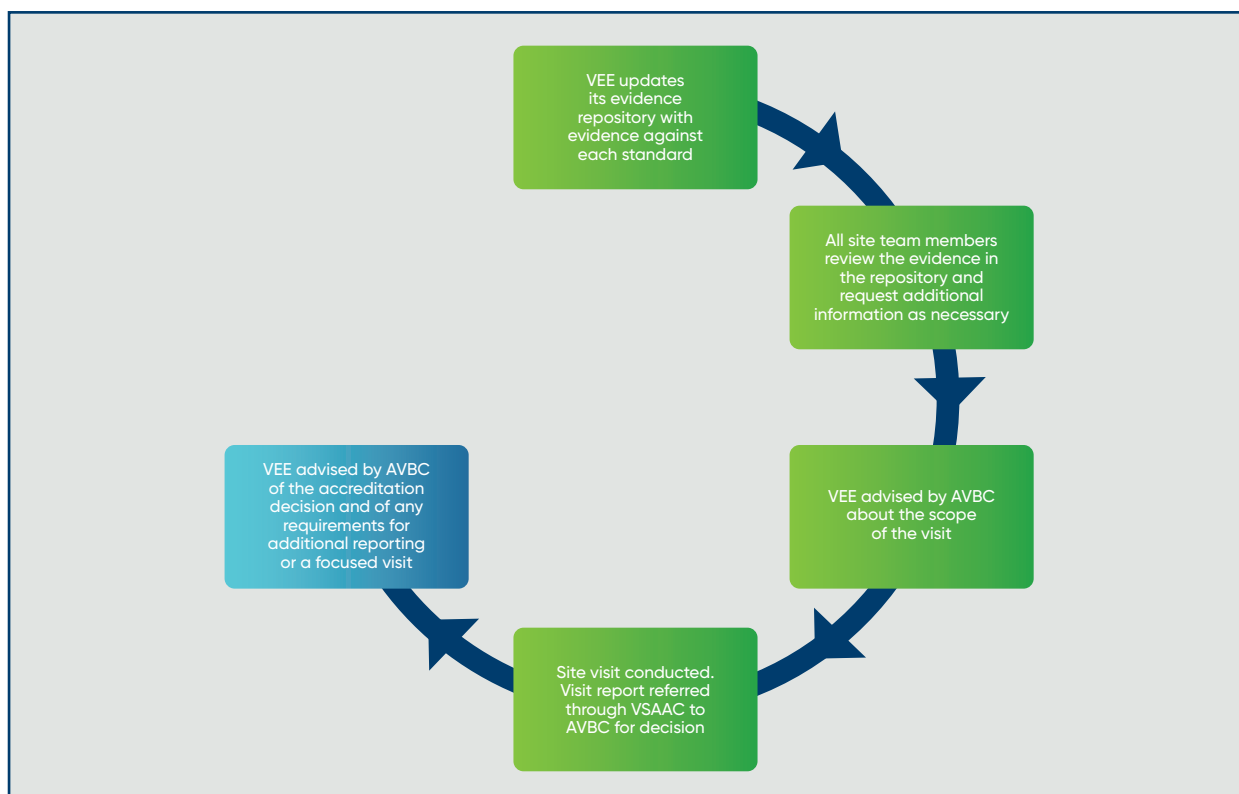 VEE updates
its evidence
repository with
evidence against
each standard
All site team members
review the evidence in
the repository and
request additional
information as necessary
VEE advised by AVBC
about the scope
of the visit
Site visit conducted.
Visit report referred
through VSAAC to
AVBC for decision
VEE advised by AVBC
of the accreditation
decision and of any
requirements for
additional reporting
or a focused visit